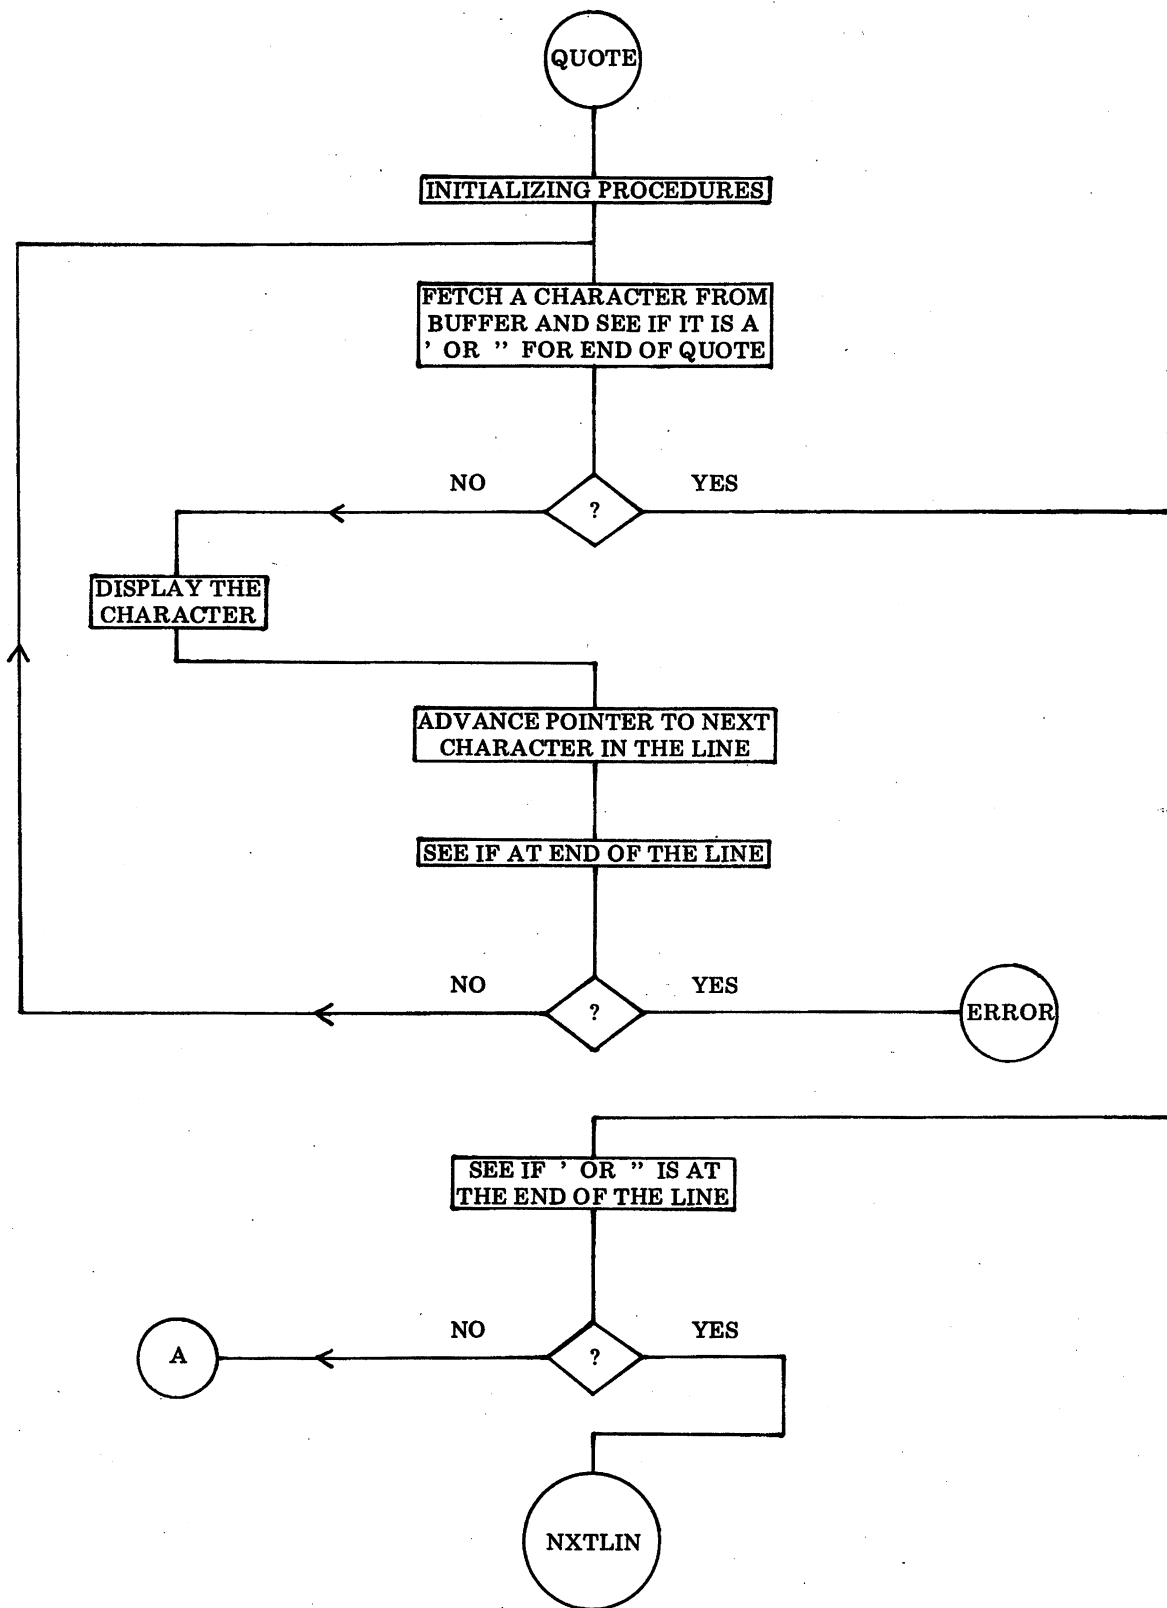 QUOTE
INITIALIZING PROCEDURES
FETCH A CHARACTER FROM
BUFFER AND SEE IF IT IS A
’ OR ” FOR END OF QUOTE
NO
YES
?
DISPLAY THE
CHARACTER
ADVANCE POINTER TO NEXT
CHARACTER IN THE LINE
SEE IF AT END OF THE LINE
NO
YES
?
ERROR
SEE IF ’ OR ” IS AT
THE END OF THE LINE
NO
YES
A
?
NXTLIN